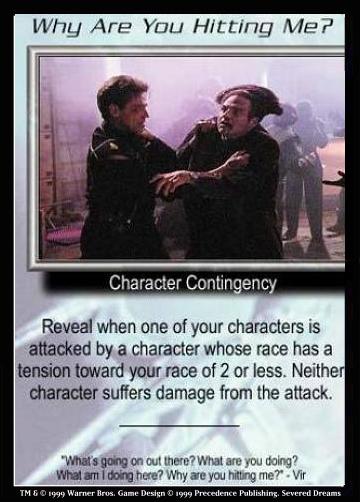 Why Are You Hitting Me?
Character Contingency
Reveal when one of your characters is
attacked by a character whose race has a
tension toward your race of 2 or less. Neither
character suffers damage from the attack.
"What's going on out there? What are you doing?
What am I doing here? Why are you hitting me?" - Vir
TM & © 1999 Warner Bros. Game Design © 1999 Precedence Publishing. Severed Dreams